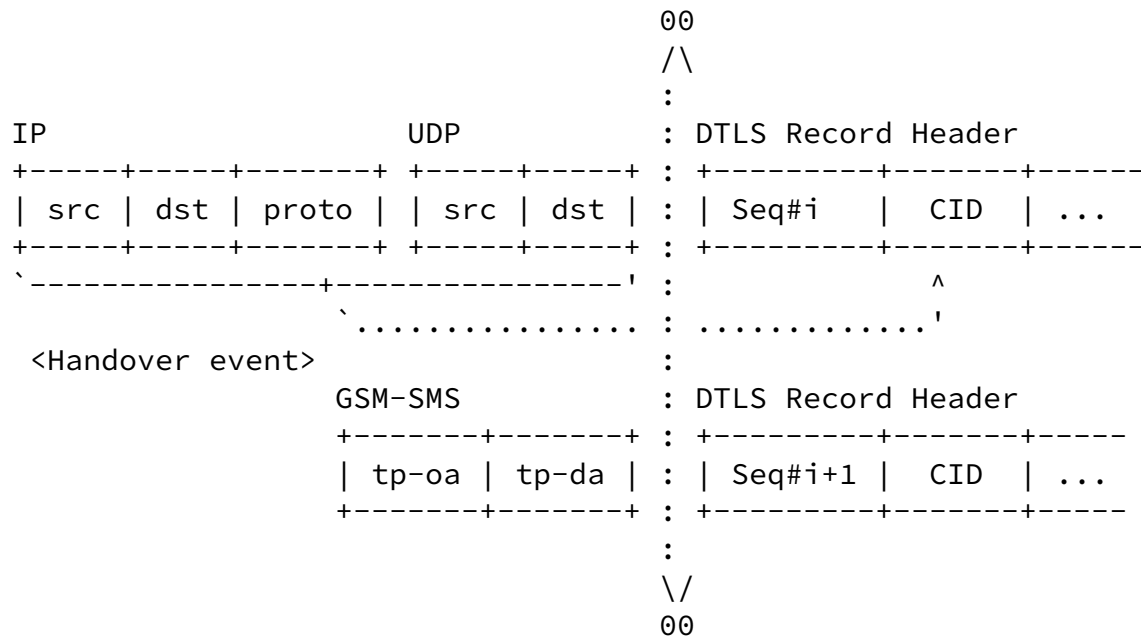 00
                                    /\
                                    :
IP                    UDP           : DTLS Record Header
+-----+-----+-------+ +-----+-----+ : +---------+-------+------
| src | dst | proto | | src | dst | : | Seq#i   |  CID  | ...
+-----+-----+-------+ +-----+-----+ : +---------+-------+------
`----------------+----------------' :              ^
                  `................ : .............'
 <Handover event>                   :
                  GSM-SMS           : DTLS Record Header
                  +-------+-------+ : +---------+-------+-----
                  | tp-oa | tp-da | : | Seq#i+1 |  CID  | ...
                  +-------+-------+ : +---------+-------+-----
                                    :
                                    \/
                                    00